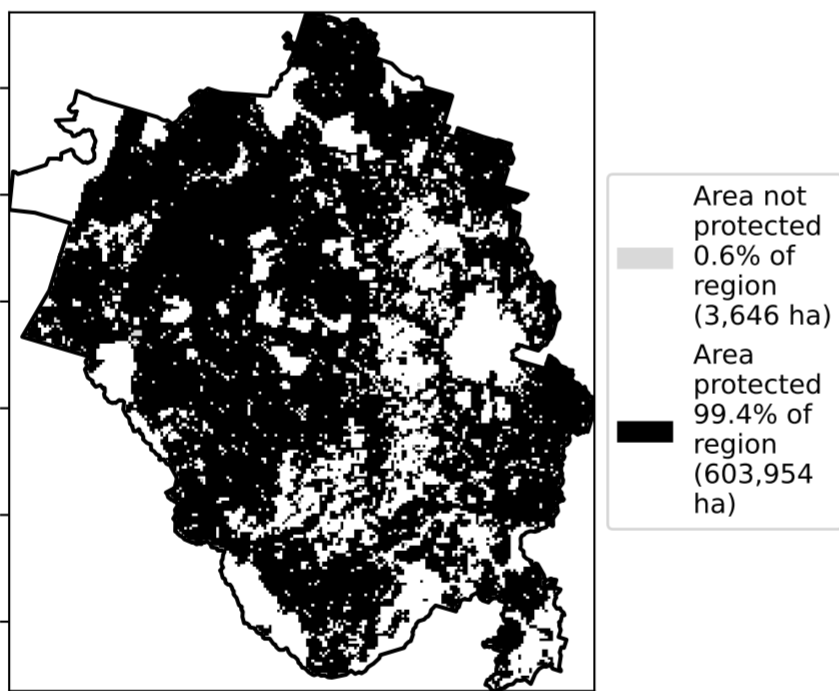 Area not
protected
0.6% of
region
(3,646 ha)
Area
protected
99.4% of
region
(603,954
ha)